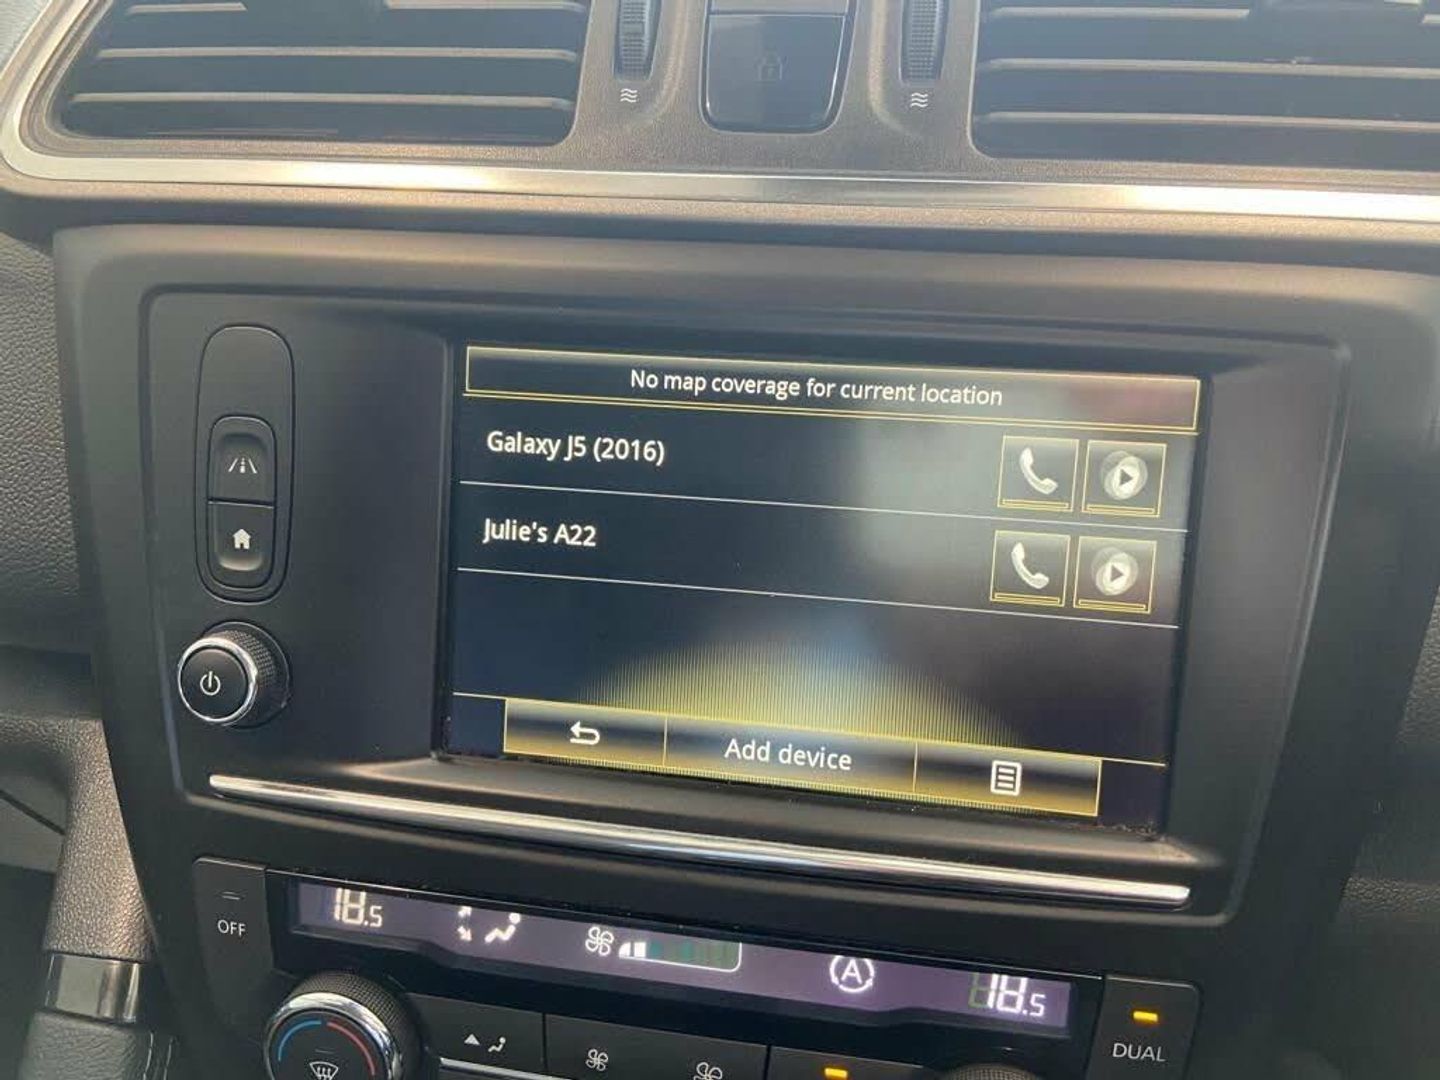 No map coverage for current location
Galaxy J5 (2016)
Julie's A22
Add device
18.5
A
18.5
OFF
DUAL